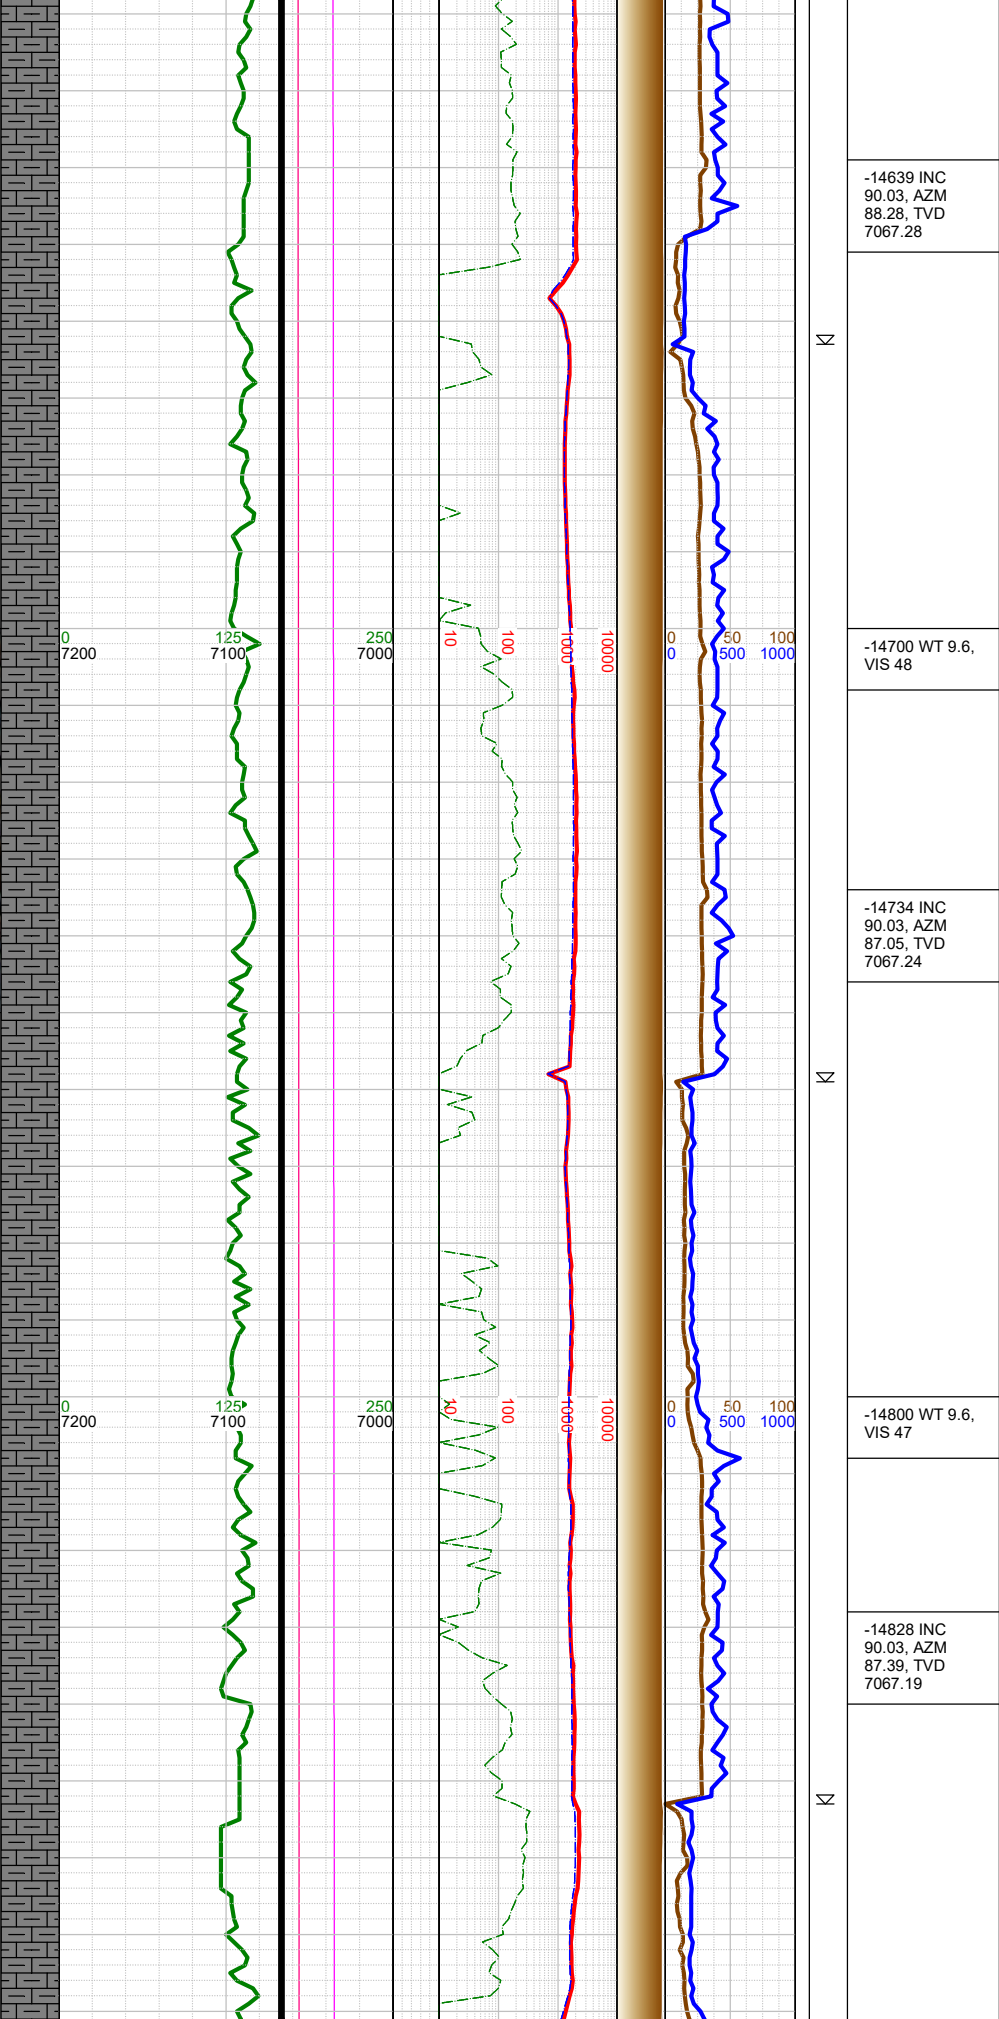 -14639 INC
90.03, AZM
88.28, TVD
7067.28
0 125 250 10 100 1000 10000 0 50 100
7200 7100 7000 0 500 1000
-14700 WT 9.6,
VIS 48
-14734 INC
90.03, AZM
87.05, TVD
7067.24
0 125 250 10 100 1000 10000 0 50 100
7200 7100 7000 0 500 1000
-14800 WT 9.6,
VIS 47
-14828 INC
90.03, AZM
87.39, TVD
7067.19